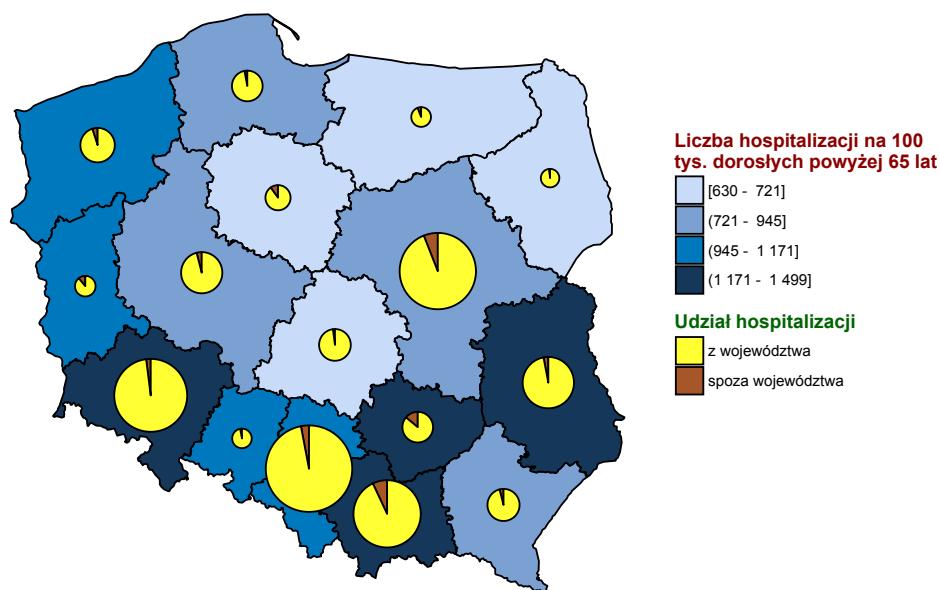 Liczba hospitalizacji na 100
tys. dorosłych powyżej 65 lat
[630 - 721]
(721 - 945]
(945 - 1 171]
(1 171 - 1 499]
Udział hospitalizacji
z województwa
spoza województwa